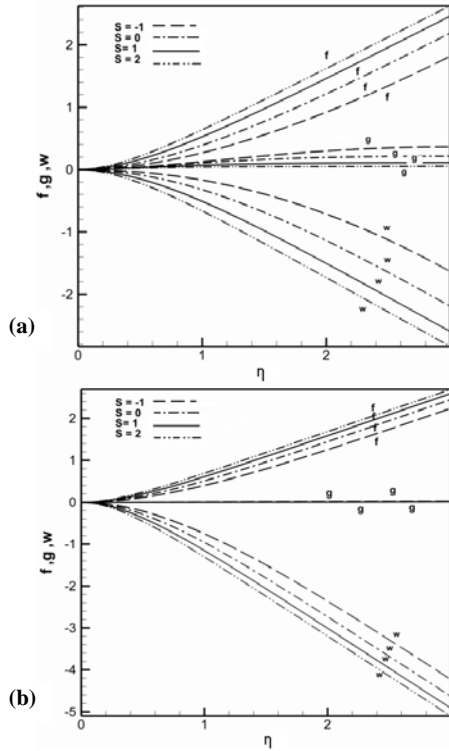 S = -1
S = 0
S= 1
S = 2
2
1
0
-1
-2
f, g, w
f
f
f
f
g
g
g
g
w
w
w
w
0
1
2
η
(a)
S = -1
S = 0
S = 1
S = 2
2
1
0
-1
-2
-3
-4
-5
f, g, w
f
f
f
f
g
g
g
g
w
w
w
w
0
1
2
η
(b)